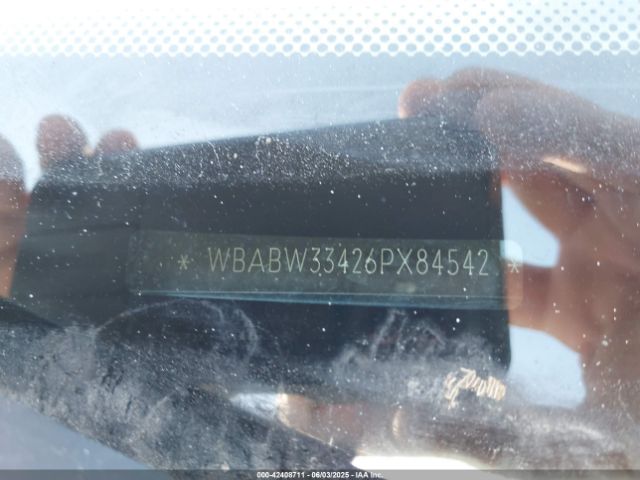 * WBABW33426PX84542 *
000-42408711 - 06/03/2025 - IAA Inc.